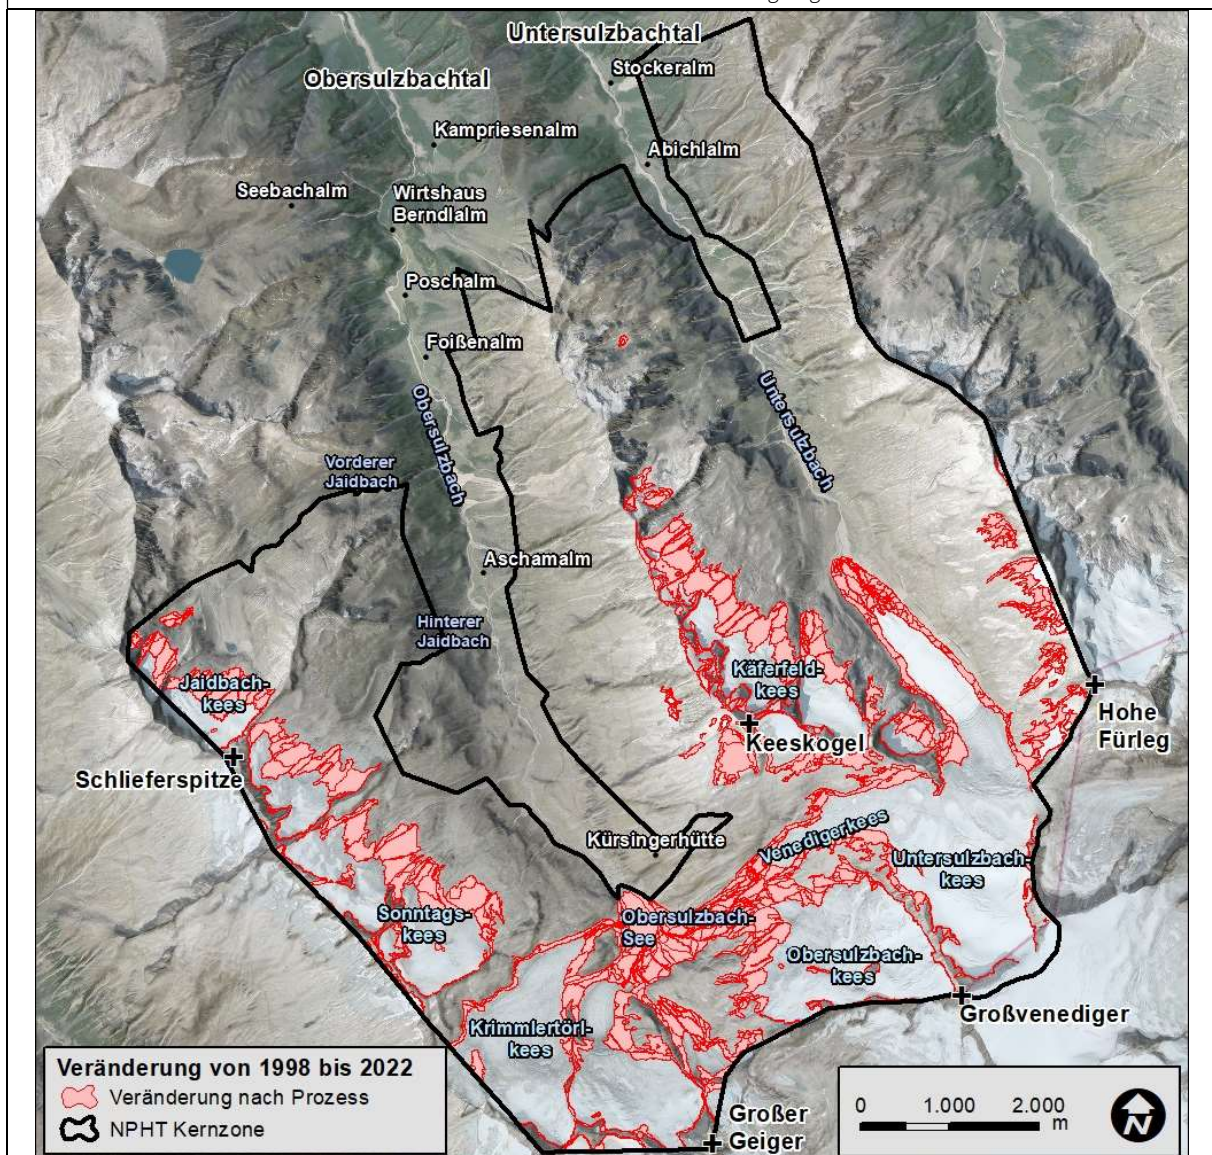 Untersulzbachtal
Stockeralm
Obersulzbachtal
Kampriesenalm
Abichlalm
Seebachalm
Wirtshaus
Berndlalm
Poschalm
Foißenalm
Obersulzbach
Untersulzbach
Vorderer
Jaidbach
Aschamalm
Hinterer
Jaidbach
Jaidbach-
kees
Käferfeld-
kees
Keeskogel
Hohe
Fürleg
Schlieferspitze
Kürsingerhütte
Venedigerkees
Untersulzbach-
kees
Sonntags-
kees
Obersulzbach-
See
Obersulzbach-
kees
Großvenediger
Krimmlertörl-
kees
Großer
Geiger
Veränderung von 1998 bis 2022
Veränderung nach Prozess
NPHT Kernzone
0 1.000 2.000
m
N